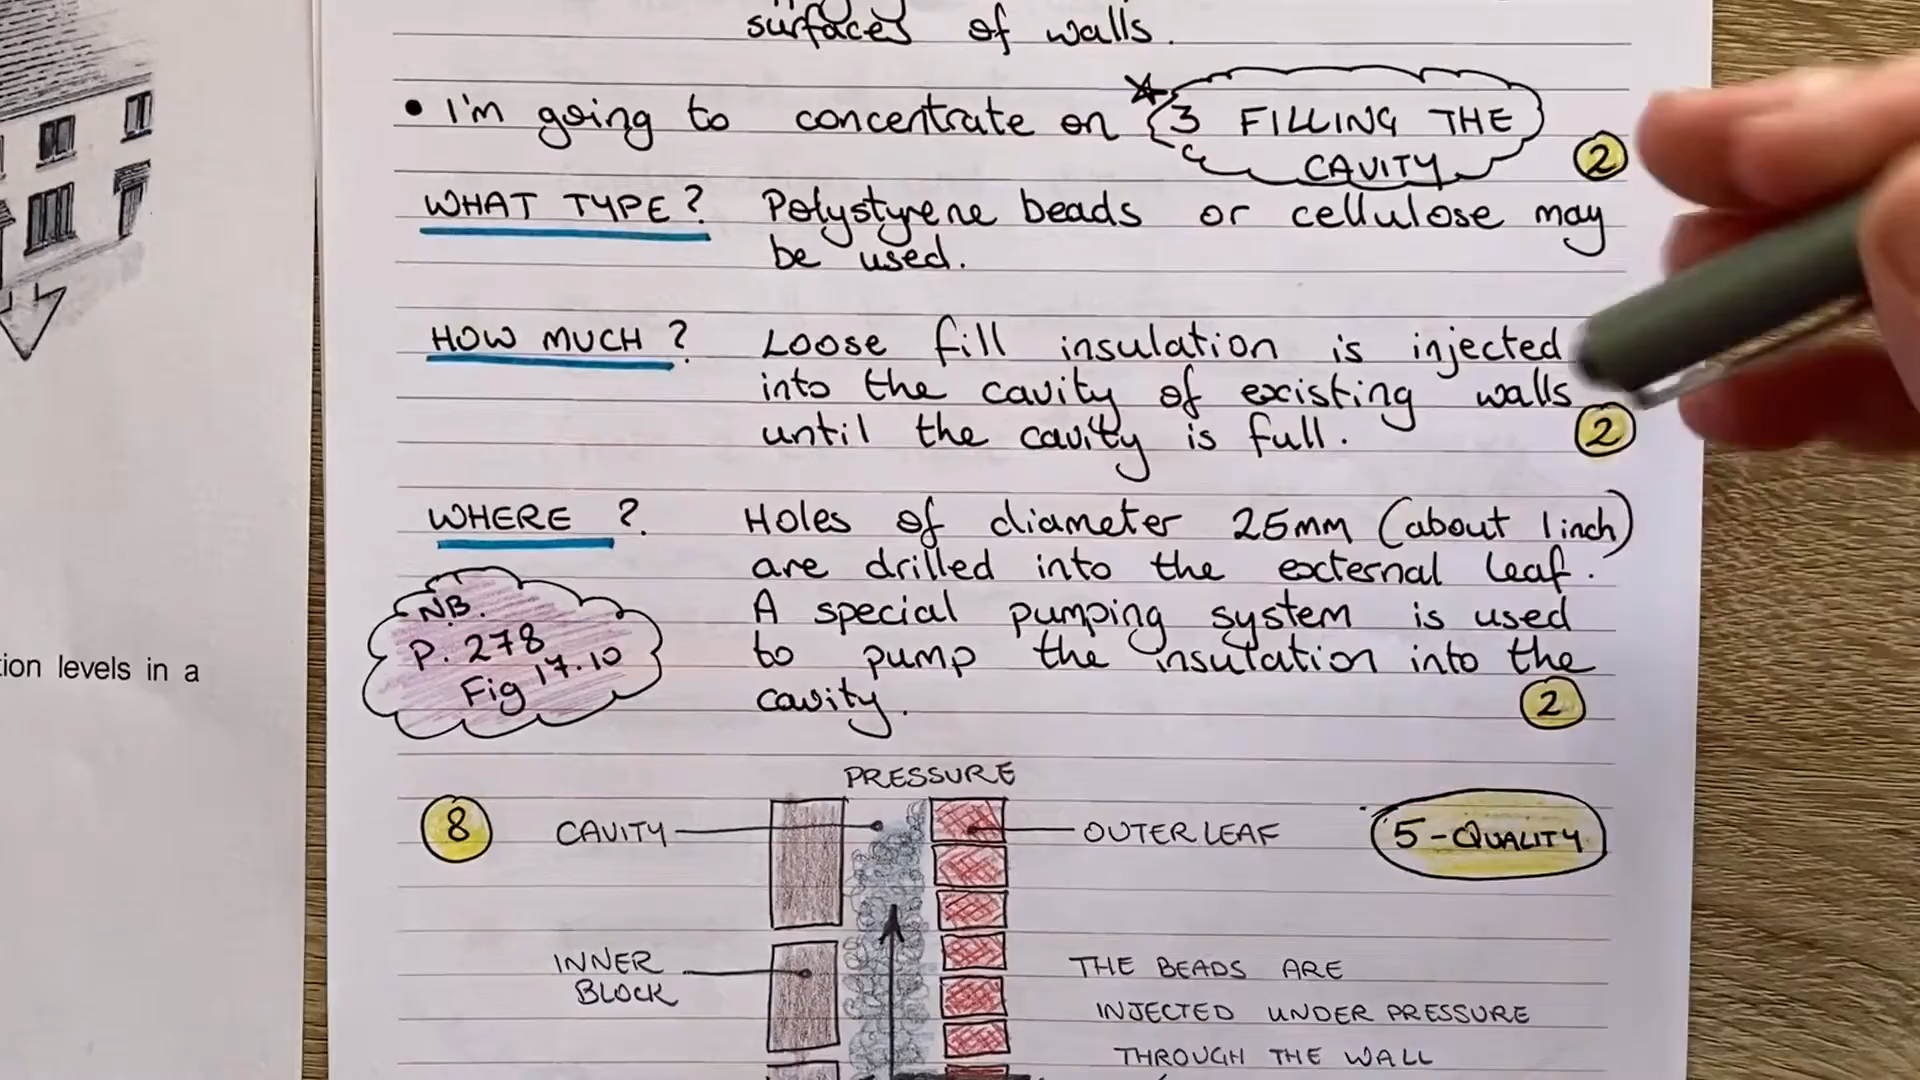 surfaces of walls.
• I'm going to concentrate on ★ 3 FILLING THE
CAVITY
2
WHAT TYPE? Polystyrene beads or cellulose may
be used.
HOW MUCH? Loose fill insulation is injected
into the cavity of existing walls
until the cavity is full.
2
WHERE? Holes of diameter 25mm (about 1 inch)
are drilled into the external leaf.
A special pumping system is used
to pump the insulation into the
cavity.
2
N.B.
P. 278
Fig 17.10
tion levels in a
PRESSURE
8
CAVITY
OUTER LEAF
5-QUALITY
INNER
BLOCK
THE BEADS ARE
INJECTED UNDER PRESSURE
THROUGH THE WALL